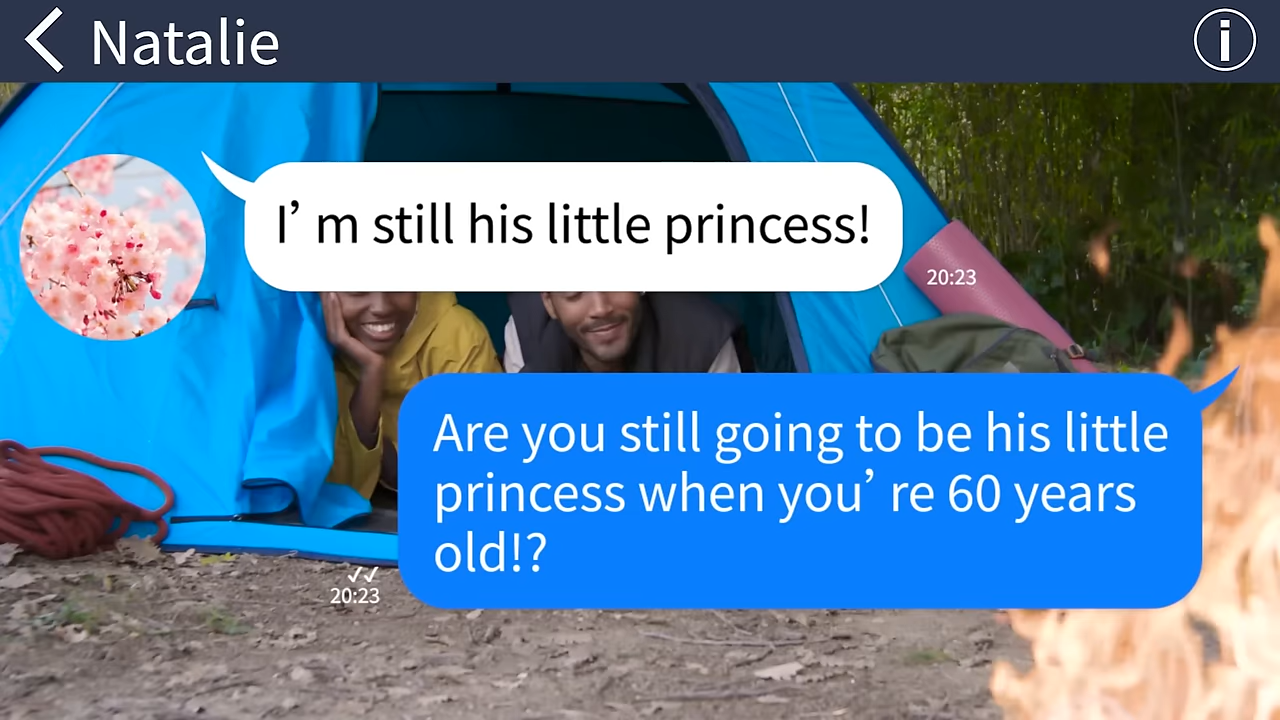 Natalie
I’m still his little princess!
20:23
Are you still going to be his little
princess when you’re 60 years
old!?
20:23